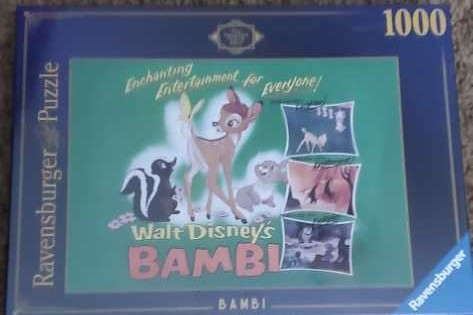 1000
Ravensburger Puzzle
Enchanting
Entertainment for
Everyone!
Walt Disney's
BAMBI
BAMBI
Ravensburger